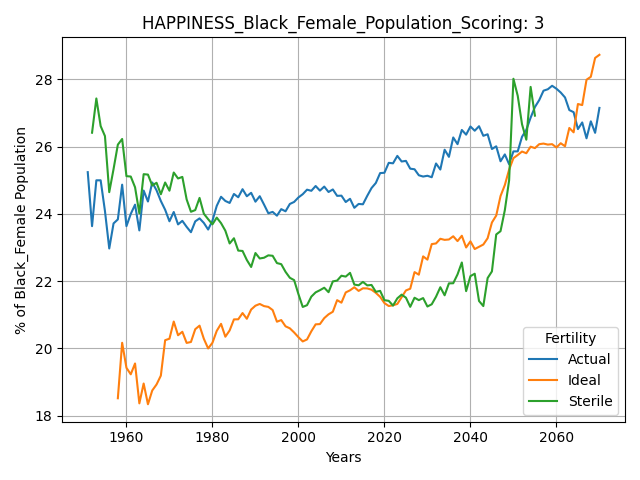 HAPPINESS_Black_Female_Population_Scoring: 3
% of Black_Female Population
28
26
24
22
20
18
1960 1980 2000 2020 2040 2060
Years
Fertility
Actual
Ideal
Sterile